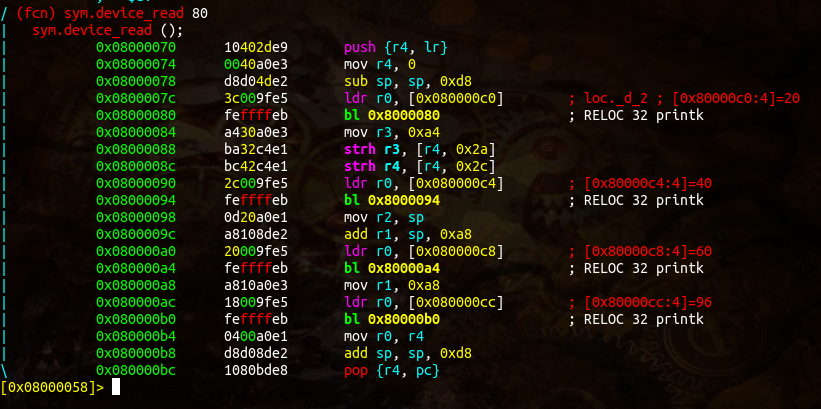 / (fcn) sym.device_read 80
|   sym.device_read ();
|           0x08000070      10402de9       push {r4, lr}
|           0x08000074      0040a0e3       mov r4, 0
|           0x08000078      d8d04de2       sub sp, sp, 0xd8
|           0x0800007c      3c009fe5       ldr r0, [0x080000c0]        ; loc._d_2 ; [0x80000c0:4]=20
|           0x08000080      feffffeb       bl 0x8000080                ; RELOC 32 printk
|           0x08000084      a430a0e3       mov r3, 0xa4
|           0x08000088      ba32c4e1       strh r3, [r4, 0x2a]
|           0x0800008c      bc42c4e1       strh r4, [r4, 0x2c]
|           0x08000090      2c009fe5       ldr r0, [0x080000c4]        ; [0x80000c4:4]=40
|           0x08000094      feffffeb       bl 0x8000094                ; RELOC 32 printk
|           0x08000098      0d20a0e1       mov r2, sp
|           0x0800009c      a8108de2       add r1, sp, 0xa8
|           0x080000a0      20009fe5       ldr r0, [0x080000c8]        ; [0x80000c8:4]=60
|           0x080000a4      feffffeb       bl 0x80000a4                ; RELOC 32 printk
|           0x080000a8      a810a0e3       mov r1, 0xa8
|           0x080000ac      18009fe5       ldr r0, [0x080000cc]        ; [0x80000cc:4]=96
|           0x080000b0      feffffeb       bl 0x80000b0                ; RELOC 32 printk
|           0x080000b4      0400a0e1       mov r0, r4
|           0x080000b8      d8d08de2       add sp, sp, 0xd8
\           0x080000bc      1080bde8       pop {r4, pc}
[0x08000058]>